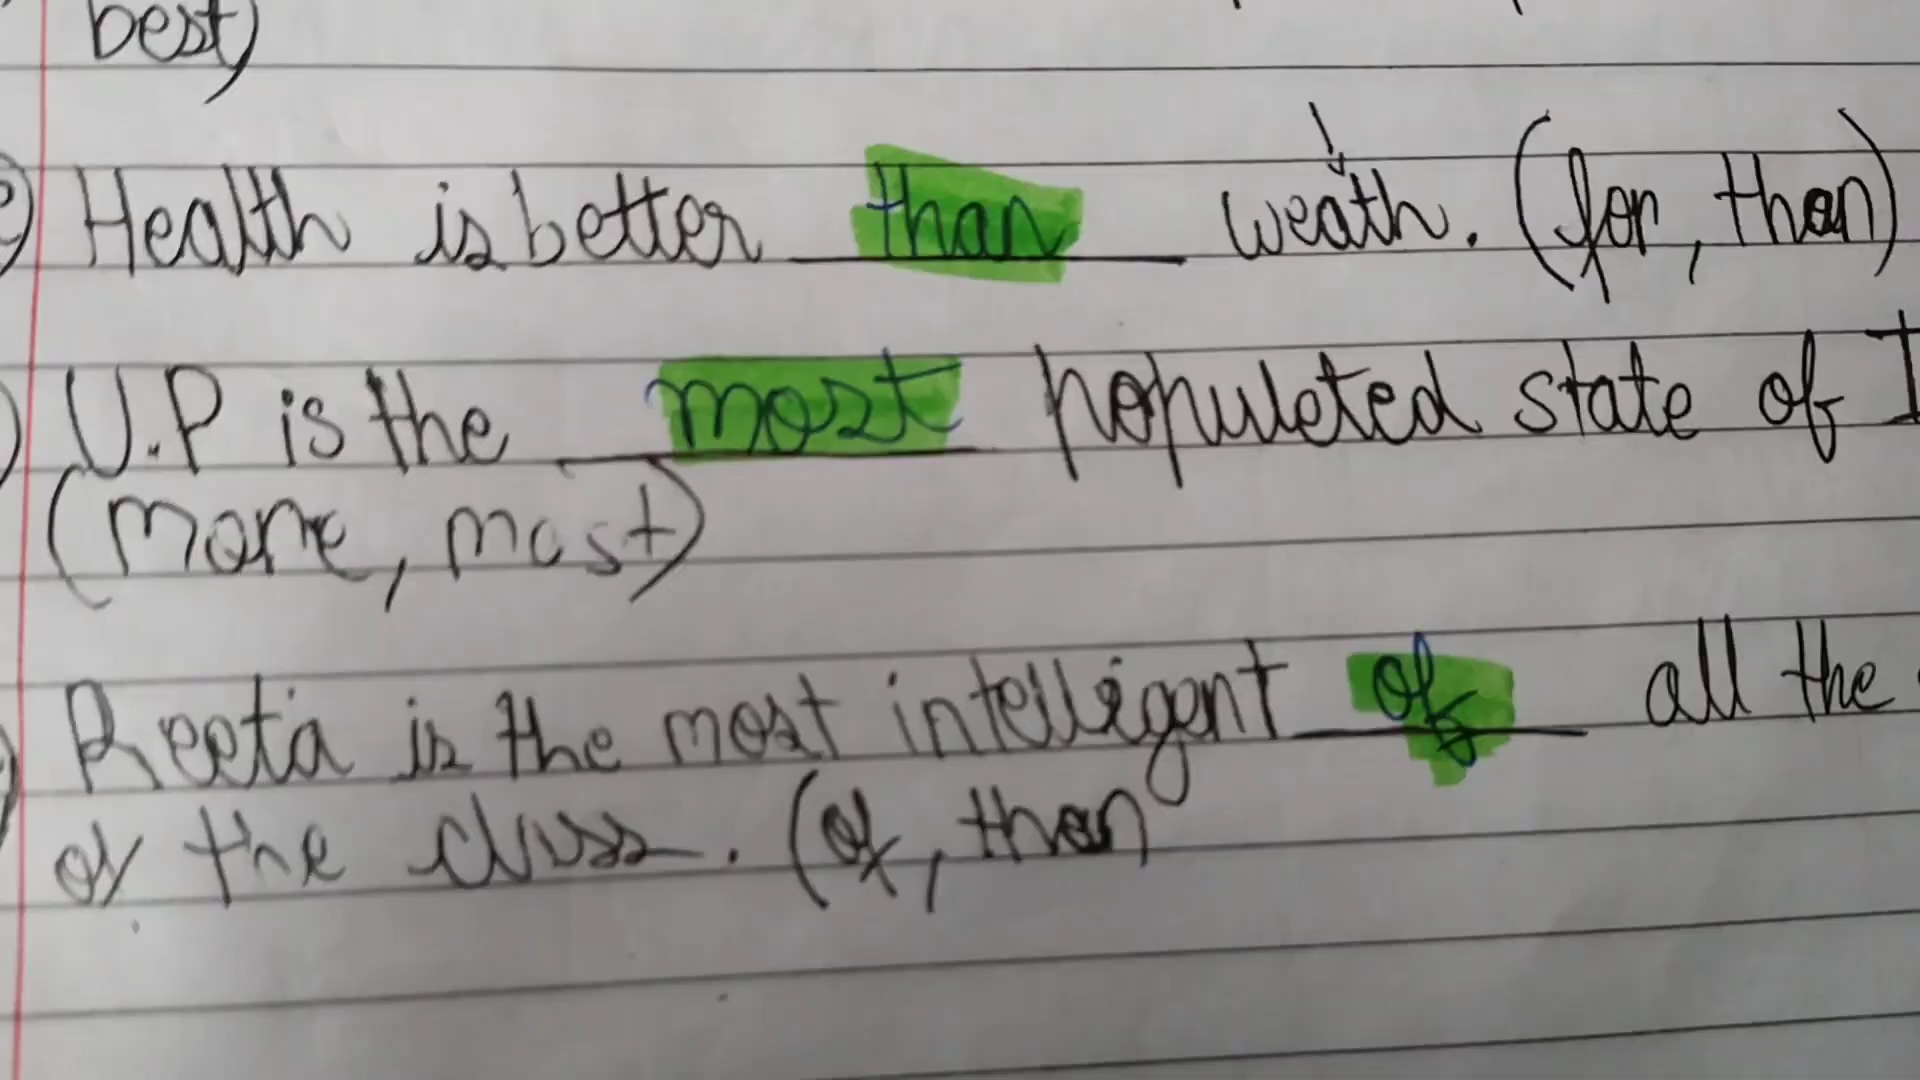 best)
Health is better than weath. (for, than)
U.P is the most populeted state of I
(more, most)
Reeta is the most intelligent of all the
of the class. (of, than